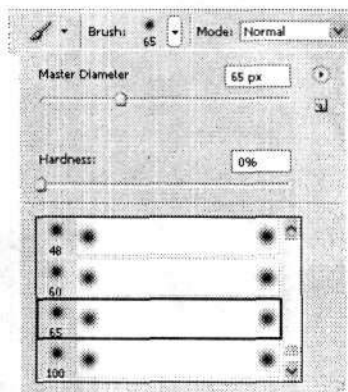 Brush: 65 Mode: Normal
Master Diameter 65 px
Hardness: 0%
48
60
65
100